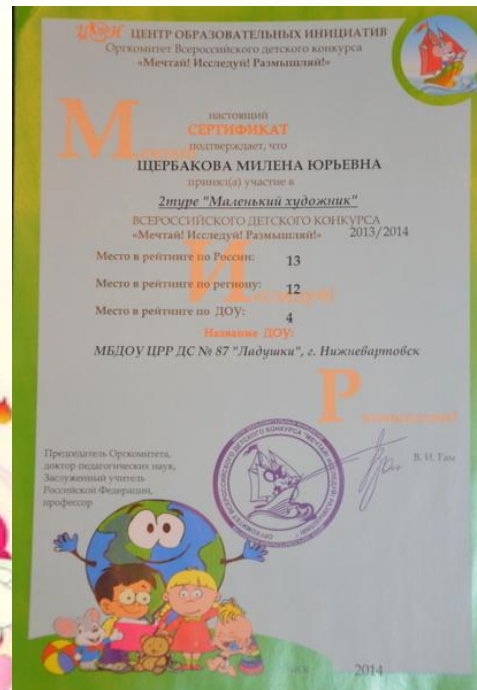 ЦЕНТР ОБРАЗОВАТЕЛЬНЫХ ИНИЦИАТИВ
Оргкомитет Всероссийского детского конкурса
«Мечтай! Исследуй! Размышляй!»
настоящий
СЕРТИФИКАТ
подтверждает, что
ЩЕРБАКОВА МИЛЕНА ЮРЬЕВНА
принял(а) участие в
2туре "Маленький художник"
ВСЕРОССИЙСКОГО ДЕТСКОГО КОНКУРСА
«Мечтай! Исследуй! Размышляй!» 2013/2014
Место в рейтинге по России: 13
Место в рейтинге по региону: 12
Место в рейтинге по ДОУ: 4
Название ДОУ:
МБДОУ ЦРР ДС № 87 "Ладушки", г. Нижневартовск
Председатель Оргкомитета,
доктор педагогических наук,
Заслуженный учитель
Российской Федерации,
профессор
В. И. Гам
2014